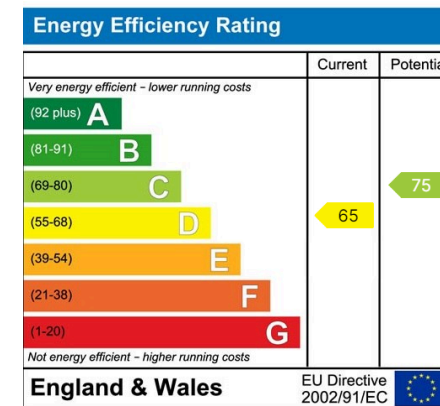 Energy Efficiency Rating
Current Potentia
Very energy efficient – lower running costs
(92 plus) A
(81-91) B
(69-80) C
75
(55-68) D
65
(39-54) E
(21-38) F
(1-20) G
Not energy efficient – higher running costs
England & Wales
EU Directive
2002/91/EC